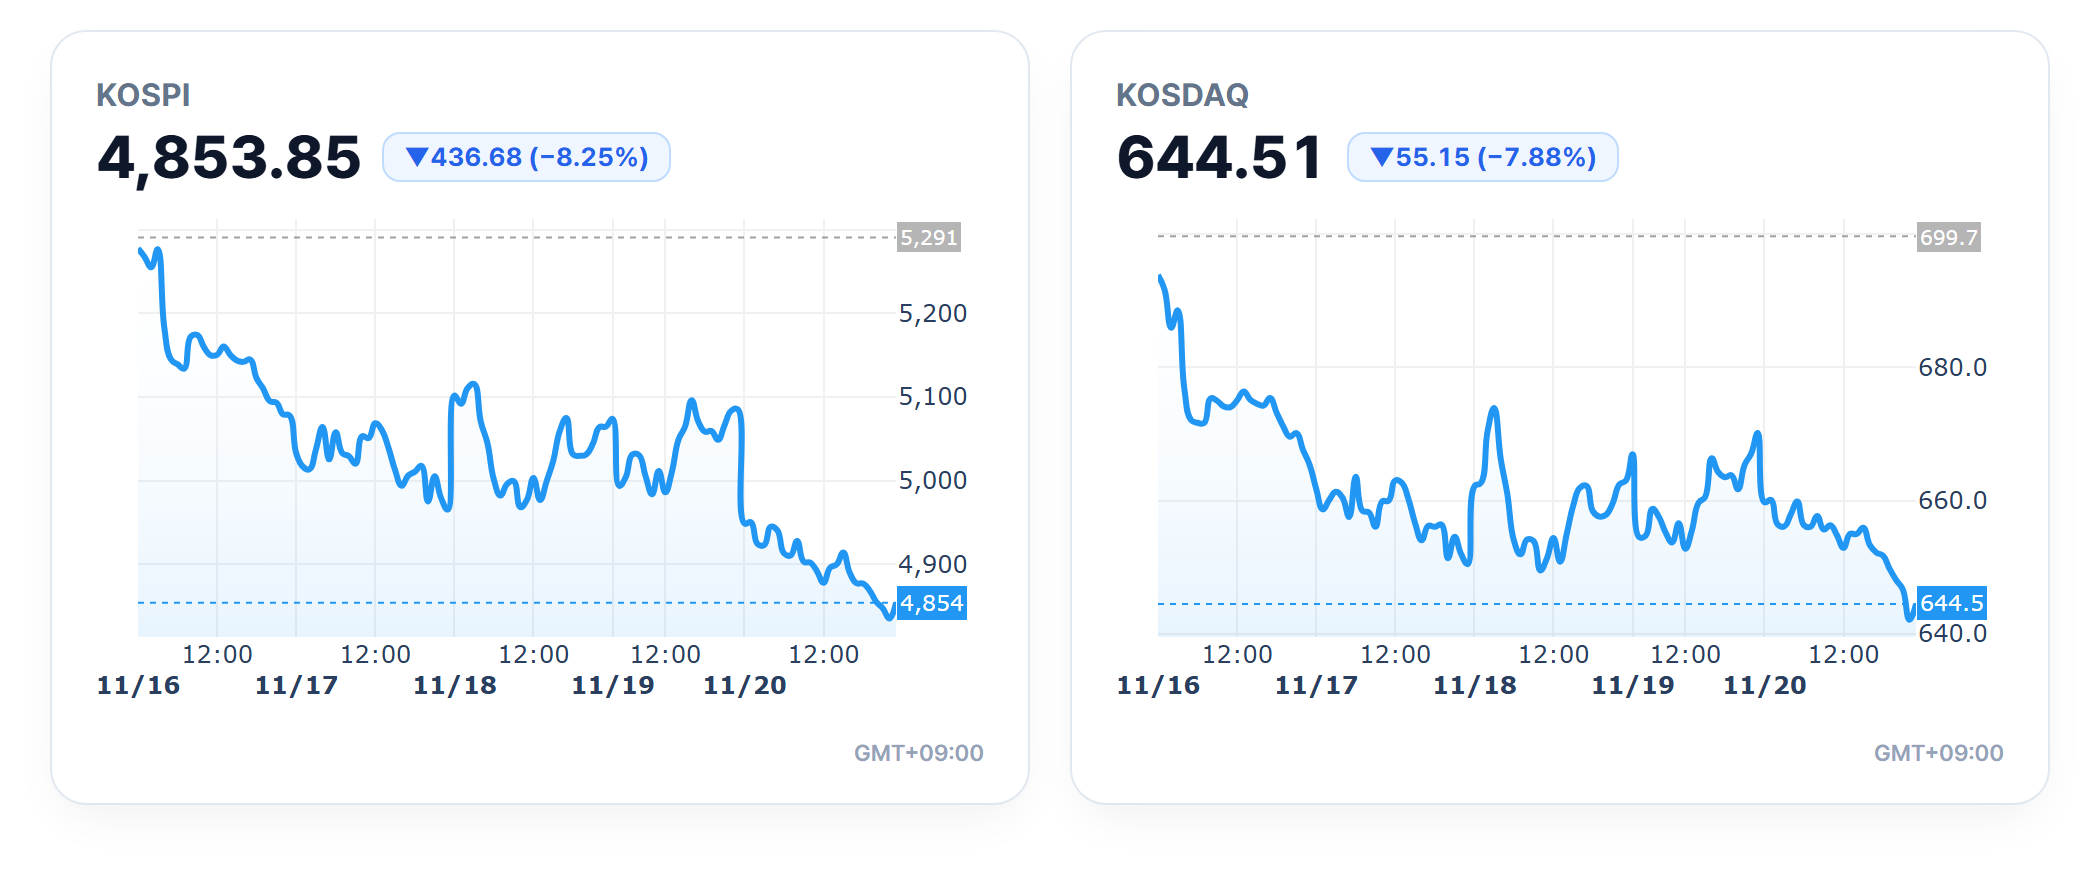 KOSPI
4,853.85 ▼436.68 (−8.25%)
5,291
5,200
5,100
5,000
4,900
4,854
12:00 12:00 12:00 12:00 12:00
11/16 11/17 11/18 11/19 11/20
GMT+09:00
KOSDAQ
644.51 ▼55.15 (−7.88%)
699.7
680.0
660.0
644.5
640.0
12:00 12:00 12:00 12:00 12:00
11/16 11/17 11/18 11/19 11/20
GMT+09:00